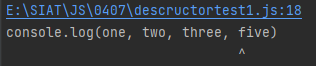 E:\SIAT\JS\0407\descructortest1.js:18
console.log(one, two, three, five)
^